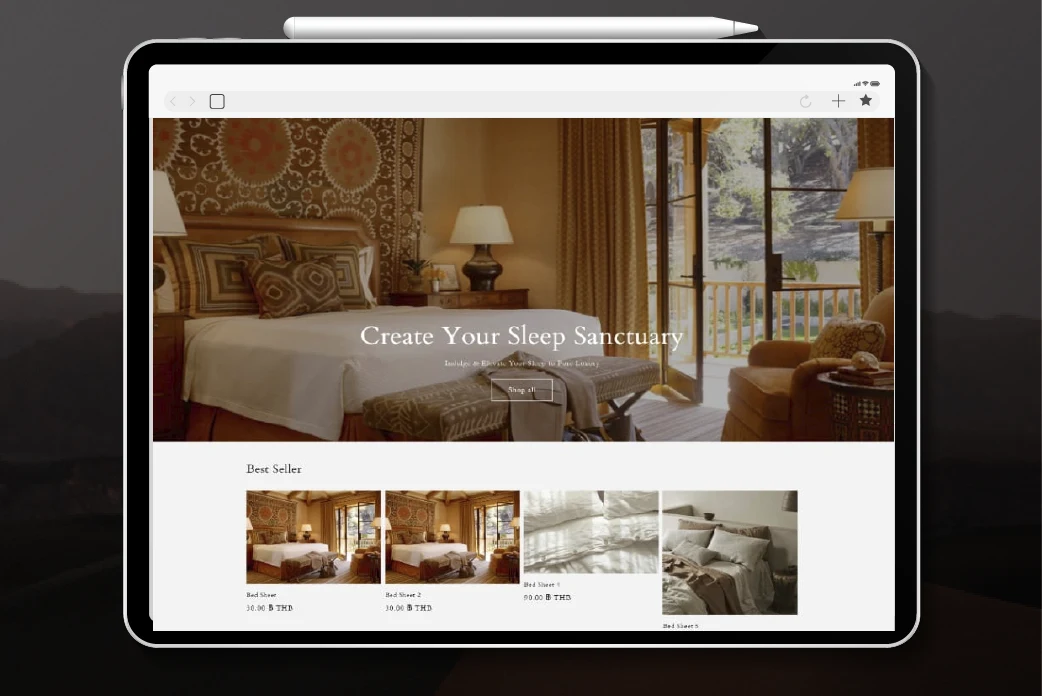 Create Your Sleep Sanctuary
Indulge & Elevate Your Sleep to Pure Luxury
Shop all
Best Seller
Bed Sheet
Bed Sheet 2
Bed Sheet 4
Bed Sheet 5
30.00 ฿ THB
30.00 ฿ THB
90.00 ฿ THB